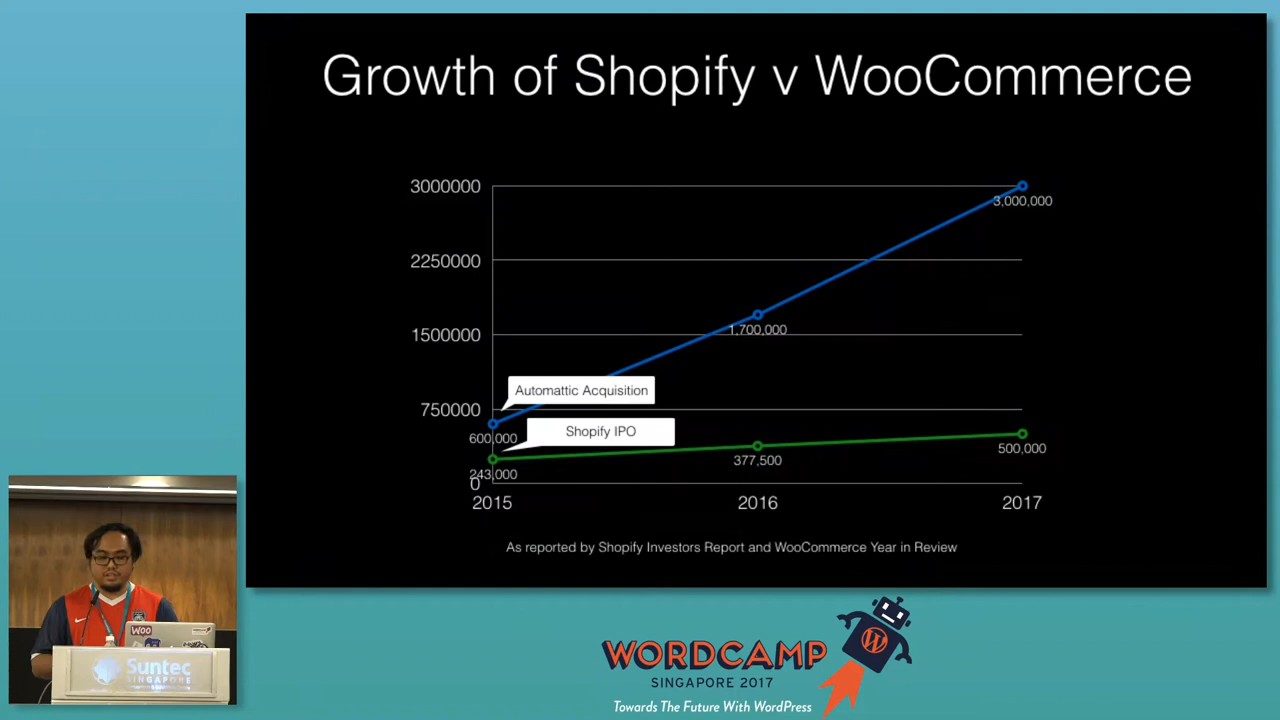 Growth of Shopify v WooCommerce
3000000
3,000,000
2250000
1,700,000
1500000
Automattic Acquisition
750000
600,000
Shopify IPO
243,000
377,500
500,000
0
2015 2016 2017
As reported by Shopify Investors Report and WooCommerce Year in Review
Woo
Suntec
SINGAPORE
WORDCAMP
SINGAPORE 2017
Towards The Future With WordPress